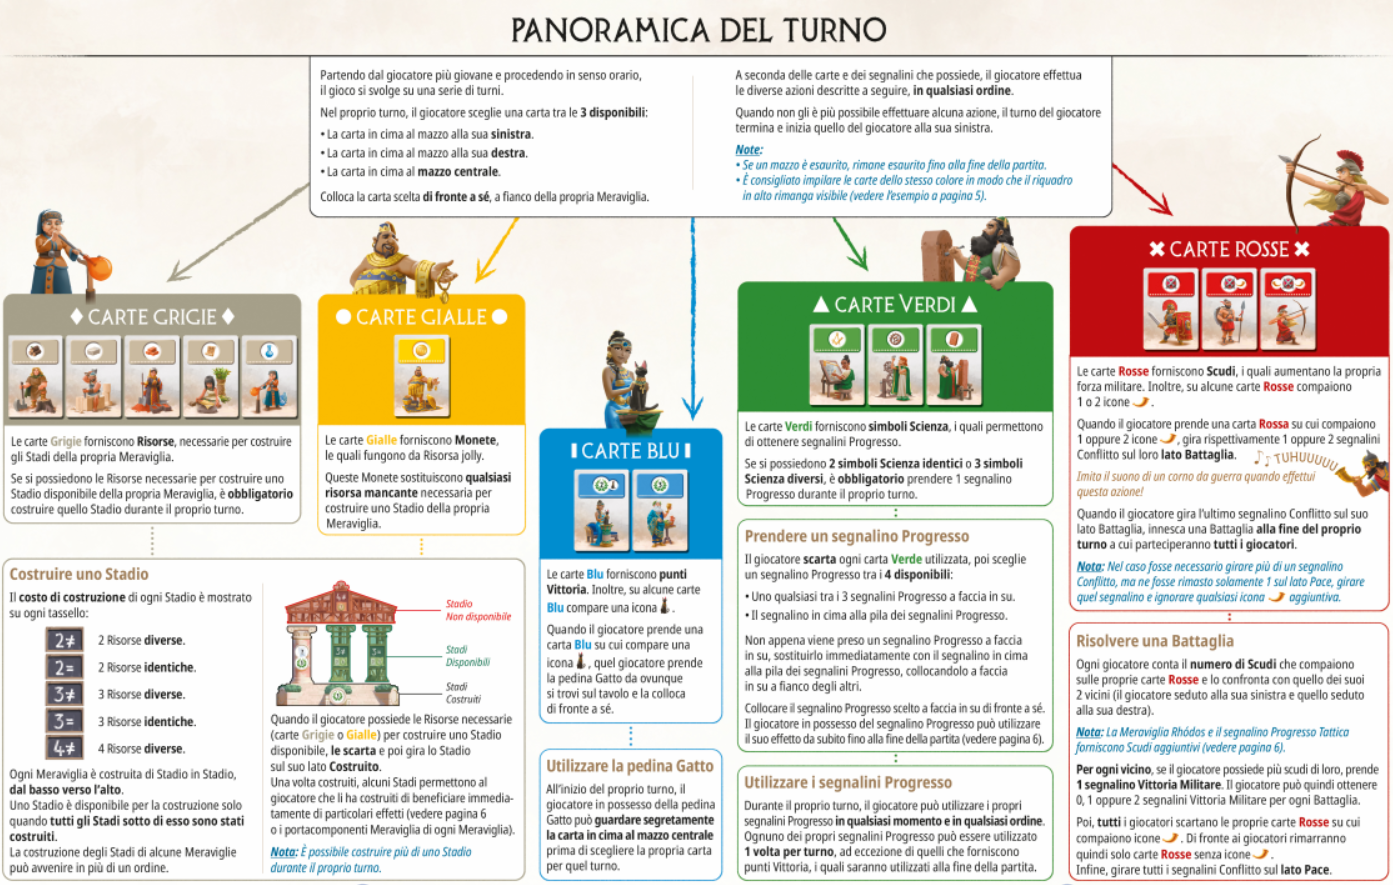 PANORAMICA DEL TURNO
Partendo dal giocatore più giovane e procedendo in senso orario,
il gioco si svolge su una serie di turni.
Nel proprio turno, il giocatore sceglie una carta tra le 3 disponibili:
• La carta in cima al mazzo alla sua sinistra.
• La carta in cima al mazzo alla sua destra.
• La carta in cima al mazzo centrale.
Colloca la carta scelta di fronte a sé, a fianco della propria Meraviglia.
A seconda delle carte e dei segnalini che possiede, il giocatore effettua
le diverse azioni descritte a seguire, in qualsiasi ordine.
Quando non gli è più possibile effettuare alcuna azione, il turno del giocatore
termina e inizia quello del giocatore alla sua sinistra.
Note:
• Se un mazzo è esaurito, rimane esaurito fino alla fine della partita.
• È consigliato impilare le carte dello stesso colore in modo che il riquadro
in alto rimanga visibile (vedere l'esempio a pagina 5).
CARTE GRIGIE
Le carte Grigie forniscono Risorse, necessarie per costruire
gli Stadi della propria Meraviglia.
Se si possiedono le Risorse necessarie per costruire uno
Stadio disponibile della propria Meraviglia, è obbligatorio
costruire quello Stadio durante il proprio turno.
CARTE GIALLE
Le carte Gialle forniscono Monete,
le quali fungono da Risorsa jolly.
Queste Monete sostituiscono qualsiasi
risorsa mancante necessaria per
costruire uno Stadio della propria
Meraviglia.
Costruire uno Stadio
Il costo di costruzione di ogni Stadio è mostrato
su ogni tassello:
2≠ 2 Risorse diverse.
2= 2 Risorse identiche.
3≠ 3 Risorse diverse.
3= 3 Risorse identiche.
4≠ 4 Risorse diverse.
Ogni Meraviglia è costruita di Stadio in Stadio,
dal basso verso l'alto.
Uno Stadio è disponibile per la costruzione solo
quando tutti gli Stadi sotto di esso sono stati
costruiti.
La costruzione degli Stadi di alcune Meraviglie
può avvenire in più di un ordine.
Stadio
Non disponibile
Stadi
Disponibili
Stadi
Costruiti
3≠
3=
Quando il giocatore possiede le Risorse necessarie
(carte Grigie o Gialle) per costruire uno Stadio
disponibile, le scarta e poi gira lo Stadio
sul suo lato Costruito.
Una volta costruiti, alcuni Stadi permettono al
giocatore che li ha costruiti di beneficiare immedia-
tamente di particolari effetti (vedere pagina 6
o i portacomponenti Meraviglia di ogni Meraviglia).
Nota: È possibile costruire più di uno Stadio
durante il proprio turno.
CARTE BLU
Le carte Blu forniscono punti
Vittoria. Inoltre, su alcune carte
Blu compare una icona .
Quando il giocatore prende una
carta Blu su cui compare una
icona , quel giocatore prende
la pedina Gatto da ovunque
si trovi sul tavolo e la colloca
di fronte a sé.
Utilizzare la pedina Gatto
All'inizio del proprio turno, il
giocatore in possesso della pedina
Gatto può guardare segretamente
la carta in cima al mazzo centrale
prima di scegliere la propria carta
per quel turno.
CARTE VERDI
Le carte Verdi forniscono simboli Scienza, i quali permettono
di ottenere segnalini Progresso.
Se si possiedono 2 simboli Scienza identici o 3 simboli
Scienza diversi, è obbligatorio prendere 1 segnalino
Progresso durante il proprio turno.
Prendere un segnalino Progresso
Il giocatore scarta ogni carta Verde utilizzata, poi sceglie
un segnalino Progresso tra i 4 disponibili:
• Uno qualsiasi tra i 3 segnalini Progresso a faccia in su.
• Il segnalino in cima alla pila dei segnalini Progresso.
Non appena viene preso un segnalino Progresso a faccia
in su, sostituirlo immediatamente con il segnalino in cima
alla pila dei segnalini Progresso, collocandolo a faccia
in su a fianco degli altri.
Collocare il segnalino Progresso scelto a faccia in su di fronte a sé.
Il giocatore in possesso del segnalino Progresso può utilizzare
il suo effetto da subito fino alla fine della partita (vedere pagina 6).
Utilizzare i segnalini Progresso
Durante il proprio turno, il giocatore può utilizzare i propri
segnalini Progresso in qualsiasi momento e in qualsiasi ordine.
Ognuno dei propri segnalini Progresso può essere utilizzato
1 volta per turno, ad eccezione di quelli che forniscono
punti Vittoria, i quali saranno utilizzati alla fine della partita.
CARTE ROSSE
Le carte Rosse forniscono Scudi, i quali aumentano la propria
forza militare. Inoltre, su alcune carte Rosse compaiono
1 o 2 icone .
Quando il giocatore prende una carta Rossa su cui compaiono
1 oppure 2 icone , gira rispettivamente 1 oppure 2 segnalini
Conflitto sul loro lato Battaglia.
TUHUUUUU
Imita il suono di un corno da guerra quando effettui
questa azione!
Quando il giocatore gira l'ultimo segnalino Conflitto sul suo
lato Battaglia, innesca una Battaglia alla fine del proprio
turno a cui parteciperanno tutti i giocatori.
Nota: Nel caso fosse necessario girare più di un segnalino
Conflitto, ma ne fosse rimasto solamente 1 sul lato Pace, girare
quel segnalino e ignorare qualsiasi icona aggiuntiva.
Risolvere una Battaglia
Ogni giocatore conta il numero di Scudi che compaiono
sulle proprie carte Rosse e lo confronta con quello dei suoi
2 vicini (il giocatore seduto alla sua sinistra e quello seduto
alla sua destra).
Nota: La Meraviglia Rhódos e il segnalino Progresso Tattica
forniscono Scudi aggiuntivi (vedere pagina 6).
Per ogni vicino, se il giocatore possiede più scudi di loro, prende
1 segnalino Vittoria Militare. Il giocatore può quindi ottenere
0, 1 oppure 2 segnalini Vittoria Militare per ogni Battaglia.
Poi, tutti i giocatori scartano le proprie carte Rosse su cui
compaiono icone . Di fronte ai giocatori rimarranno
quindi solo carte Rosse senza icone .
Infine, girare tutti i segnalini Conflitto sul lato Pace.